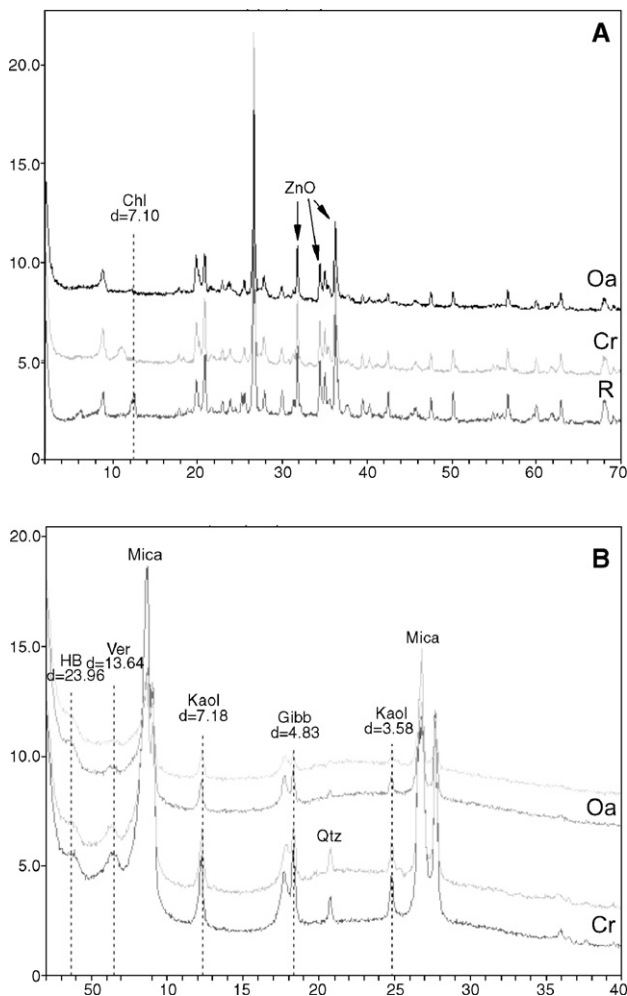 A
20.0
15.0
ZnO
Chl
d=7.10
10.0
Oa
Cr
5.0
R
0
10 20 30 40 50 60 70
B
20.0
Mica
15.0
Ver
HB d=13.64
d=23.96
Mica
Kaol
d=7.18
Gibb
d=4.83
Kaol
d=3.58
10.0
Oa
Qtz
5.0
Cr
0
50 10 15 20 25 30 35 40